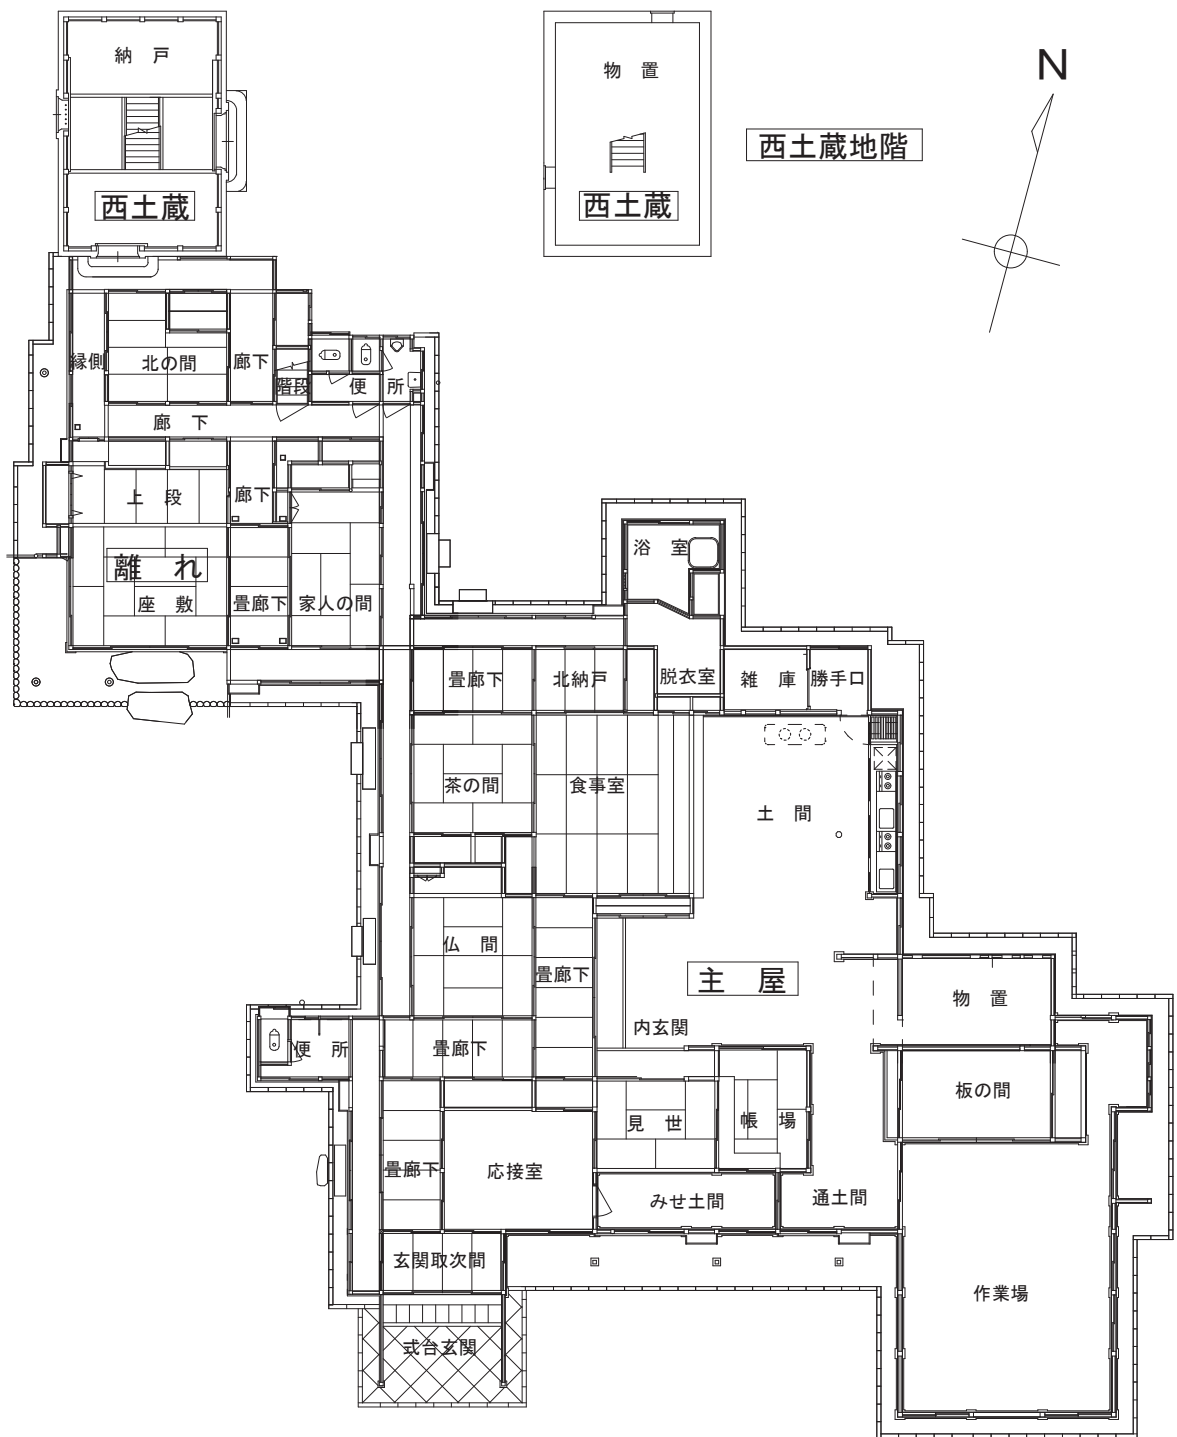 納 戸
西土蔵
物 置
西土蔵
西土蔵地階
N
縁側
北の間
廊下
階段
便 所
廊 下
上 段
廊下
離 れ
座 敷
畳廊下
家人の間
浴 室
畳廊下
北納戸
脱衣室
雑 庫
勝手口
茶の間
食事室
土 間
仏 間
畳廊下
主 屋
物 置
内玄関
便 所
畳廊下
板の間
見 世
帳 場
畳廊下
応接室
みせ土間
通土間
玄関取次間
作業場
式台玄関